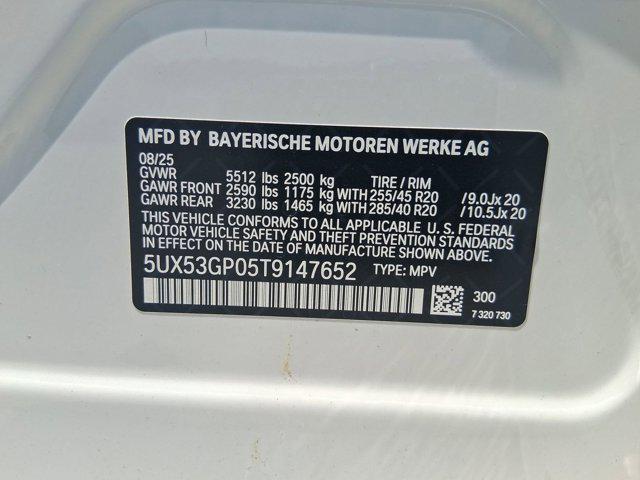 MFD BY BAYERISCHE MOTOREN WERKE AG
08/25
GVWR 5512 lbs 2500 kg TIRE / RIM
GAWR FRONT 2590 lbs 1175 kg WITH 255/45 R20 /9.0Jx 20
GAWR REAR 3230 lbs 1465 kg WITH 285/40 R20 /10.5Jx 20
THIS VEHICLE CONFORMS TO ALL APPLICABLE U. S. FEDERAL
MOTOR VEHICLE SAFETY, BUMPER, AND THEFT PREVENTION
STANDARDS IN EFFECT ON THE DATE OF MANUFACTURE SHOWN ABOVE.
5UX53GP05T9147652 TYPE: MPV
300
7 320 730